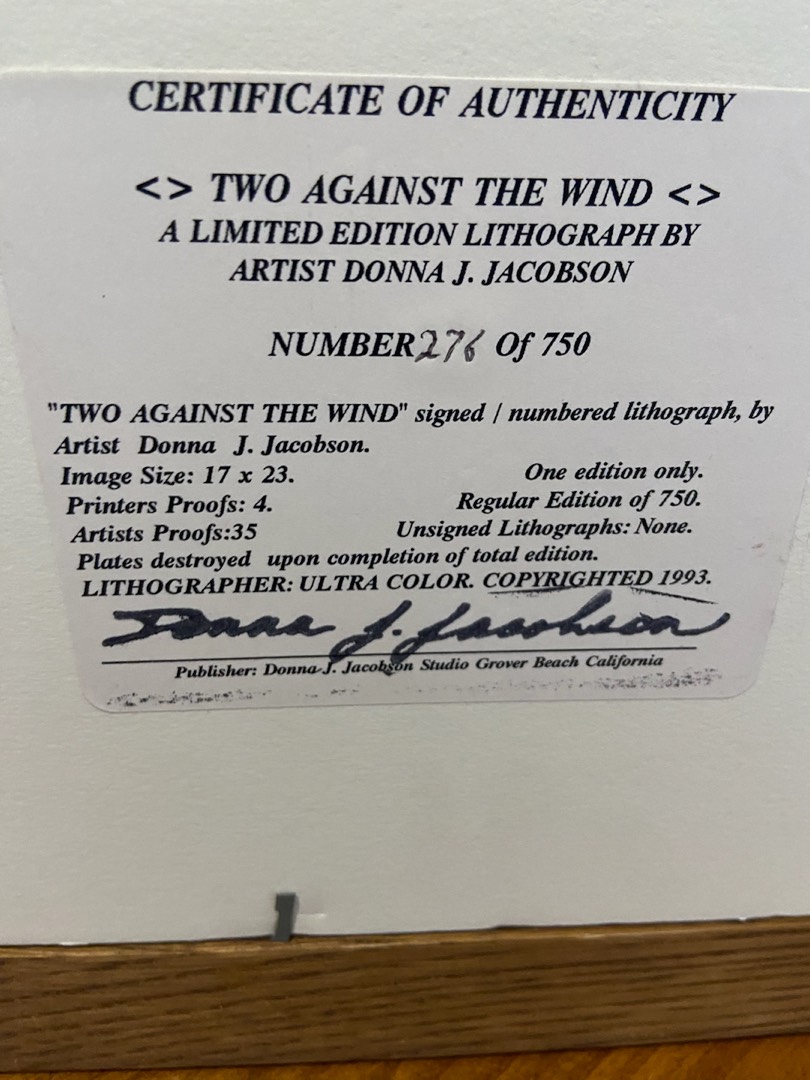 CERTIFICATE OF AUTHENTICITY
<> TWO AGAINST THE WIND <>
A LIMITED EDITION LITHOGRAPH BY
ARTIST DONNA J. JACOBSON
NUMBER 276 Of 750
"TWO AGAINST THE WIND" signed / numbered lithograph, by
Artist Donna J. Jacobson.
Image Size: 17 x 23. One edition only.
Printers Proofs: 4. Regular Edition of 750.
Artists Proofs:35 Unsigned Lithographs: None.
Plates destroyed upon completion of total edition.
LITHOGRAPHER: ULTRA COLOR. COPYRIGHTED 1993.
Donna J. Jacobson
Publisher: Donna J. Jacobson Studio Grover Beach California